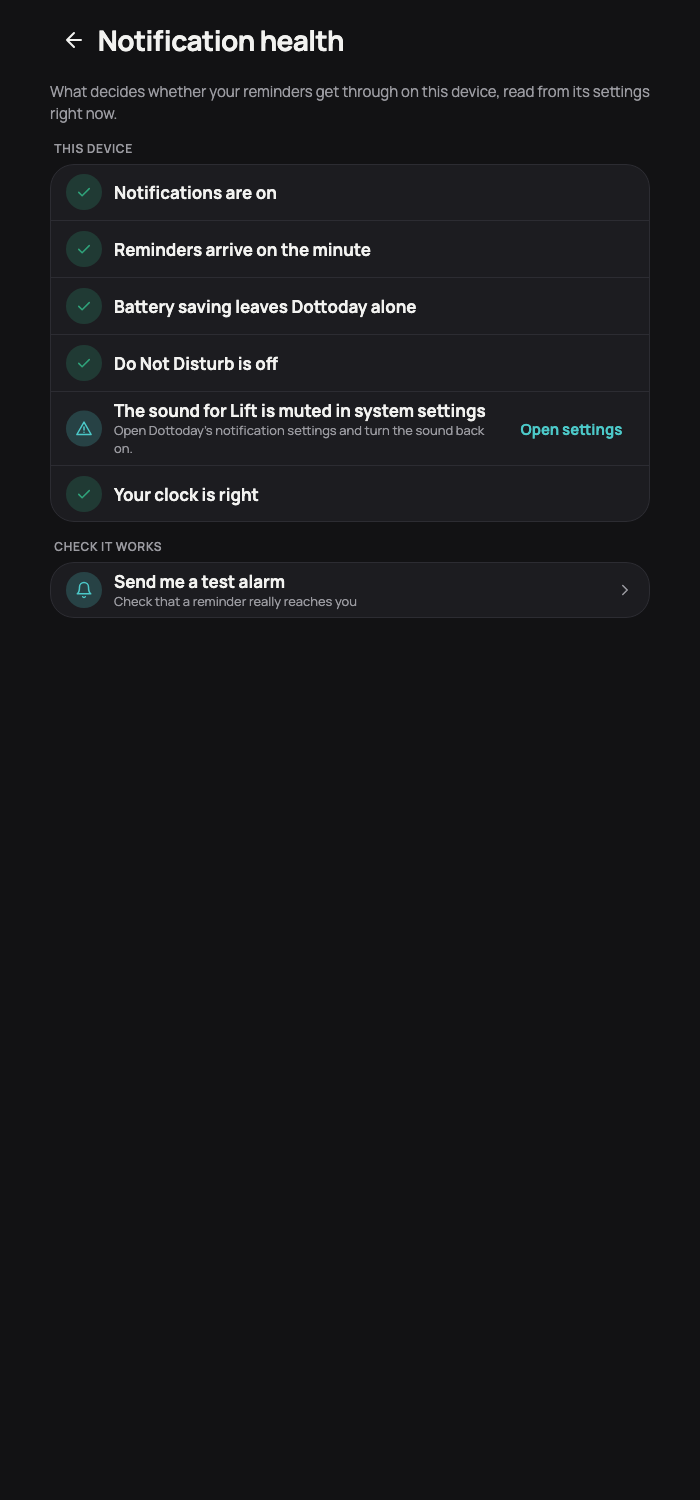 Notification health
What decides whether your reminders get through on this device, read from its settings
right now.
THIS DEVICE
Notifications are on
Reminders arrive on the minute
Battery saving leaves Dottoday alone
Do Not Disturb is off
The sound for Lift is muted in system settings
Open Dottoday's notification settings and turn the sound back
on.
Open settings
Your clock is right
CHECK IT WORKS
Send me a test alarm
Check that a reminder really reaches you